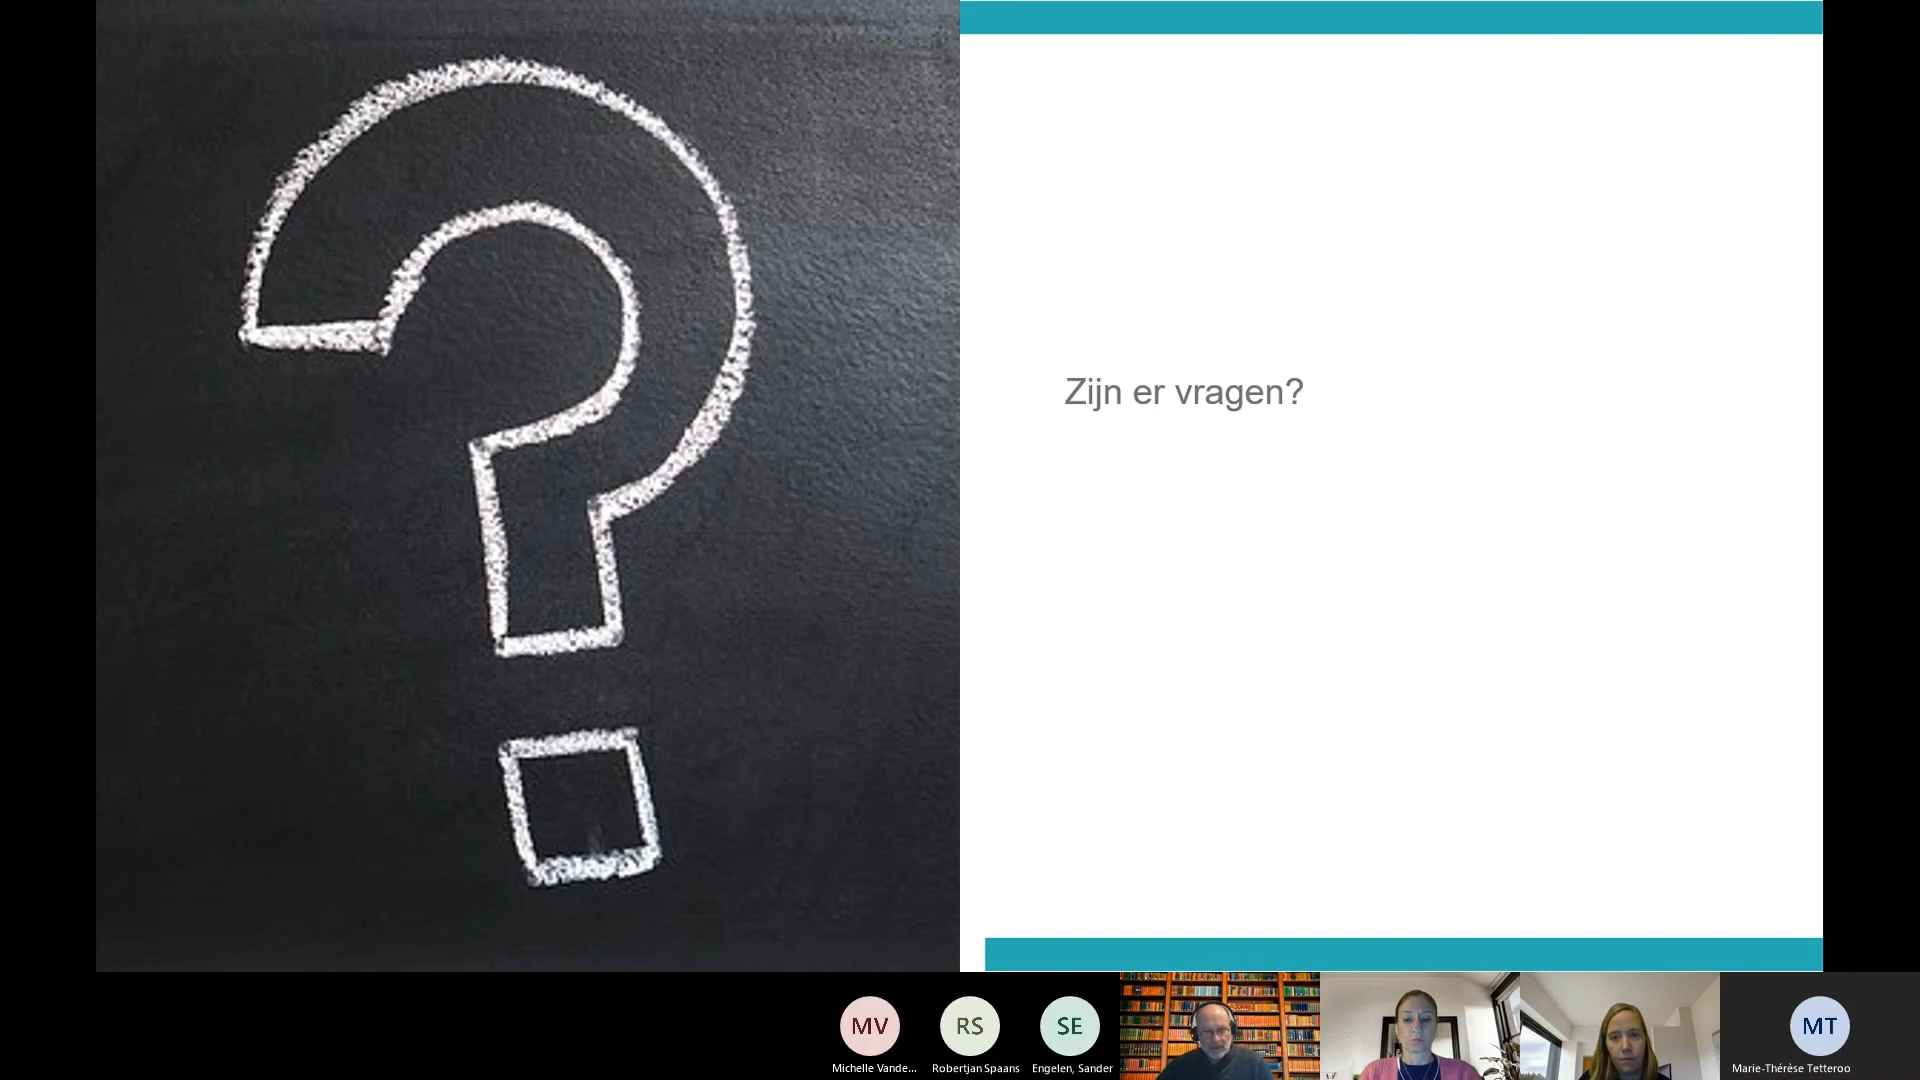 Zijn er vragen?
MV
RS
SE
MT
Michelle Vande...
Robertjan Spaans
Engelen, Sander
Marie-Thérèse Tetteroo